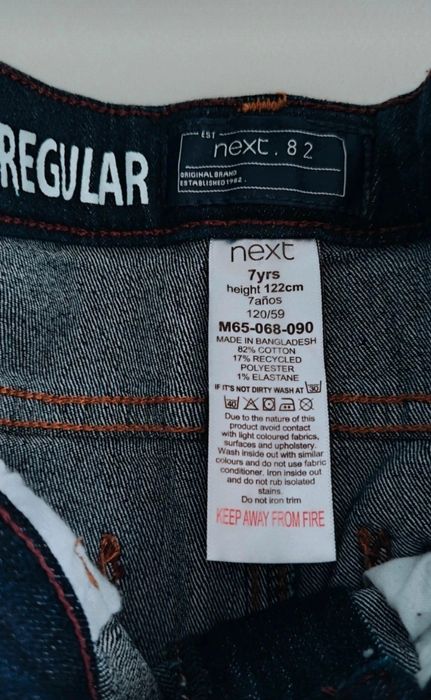 REGULAR
EST
next.82
ORIGINAL BRAND
ESTABLISHED 1982.
next
7yrs
height 122cm
7años
120/59
M65-068-090
MADE IN BANGLADESH
82% COTTON
17% RECYCLED
POLYESTER
1% ELASTANE
IF IT'S NOT DIRTY WASH AT 30
40
Due to the nature of this
product avoid contact
with light coloured fabrics,
surfaces and upholstery.
Wash inside out with similar
colours and do not use fabric
conditioner. Iron inside out
and do not rub isolated
stains.
Do not iron trim
KEEP AWAY FROM FIRE